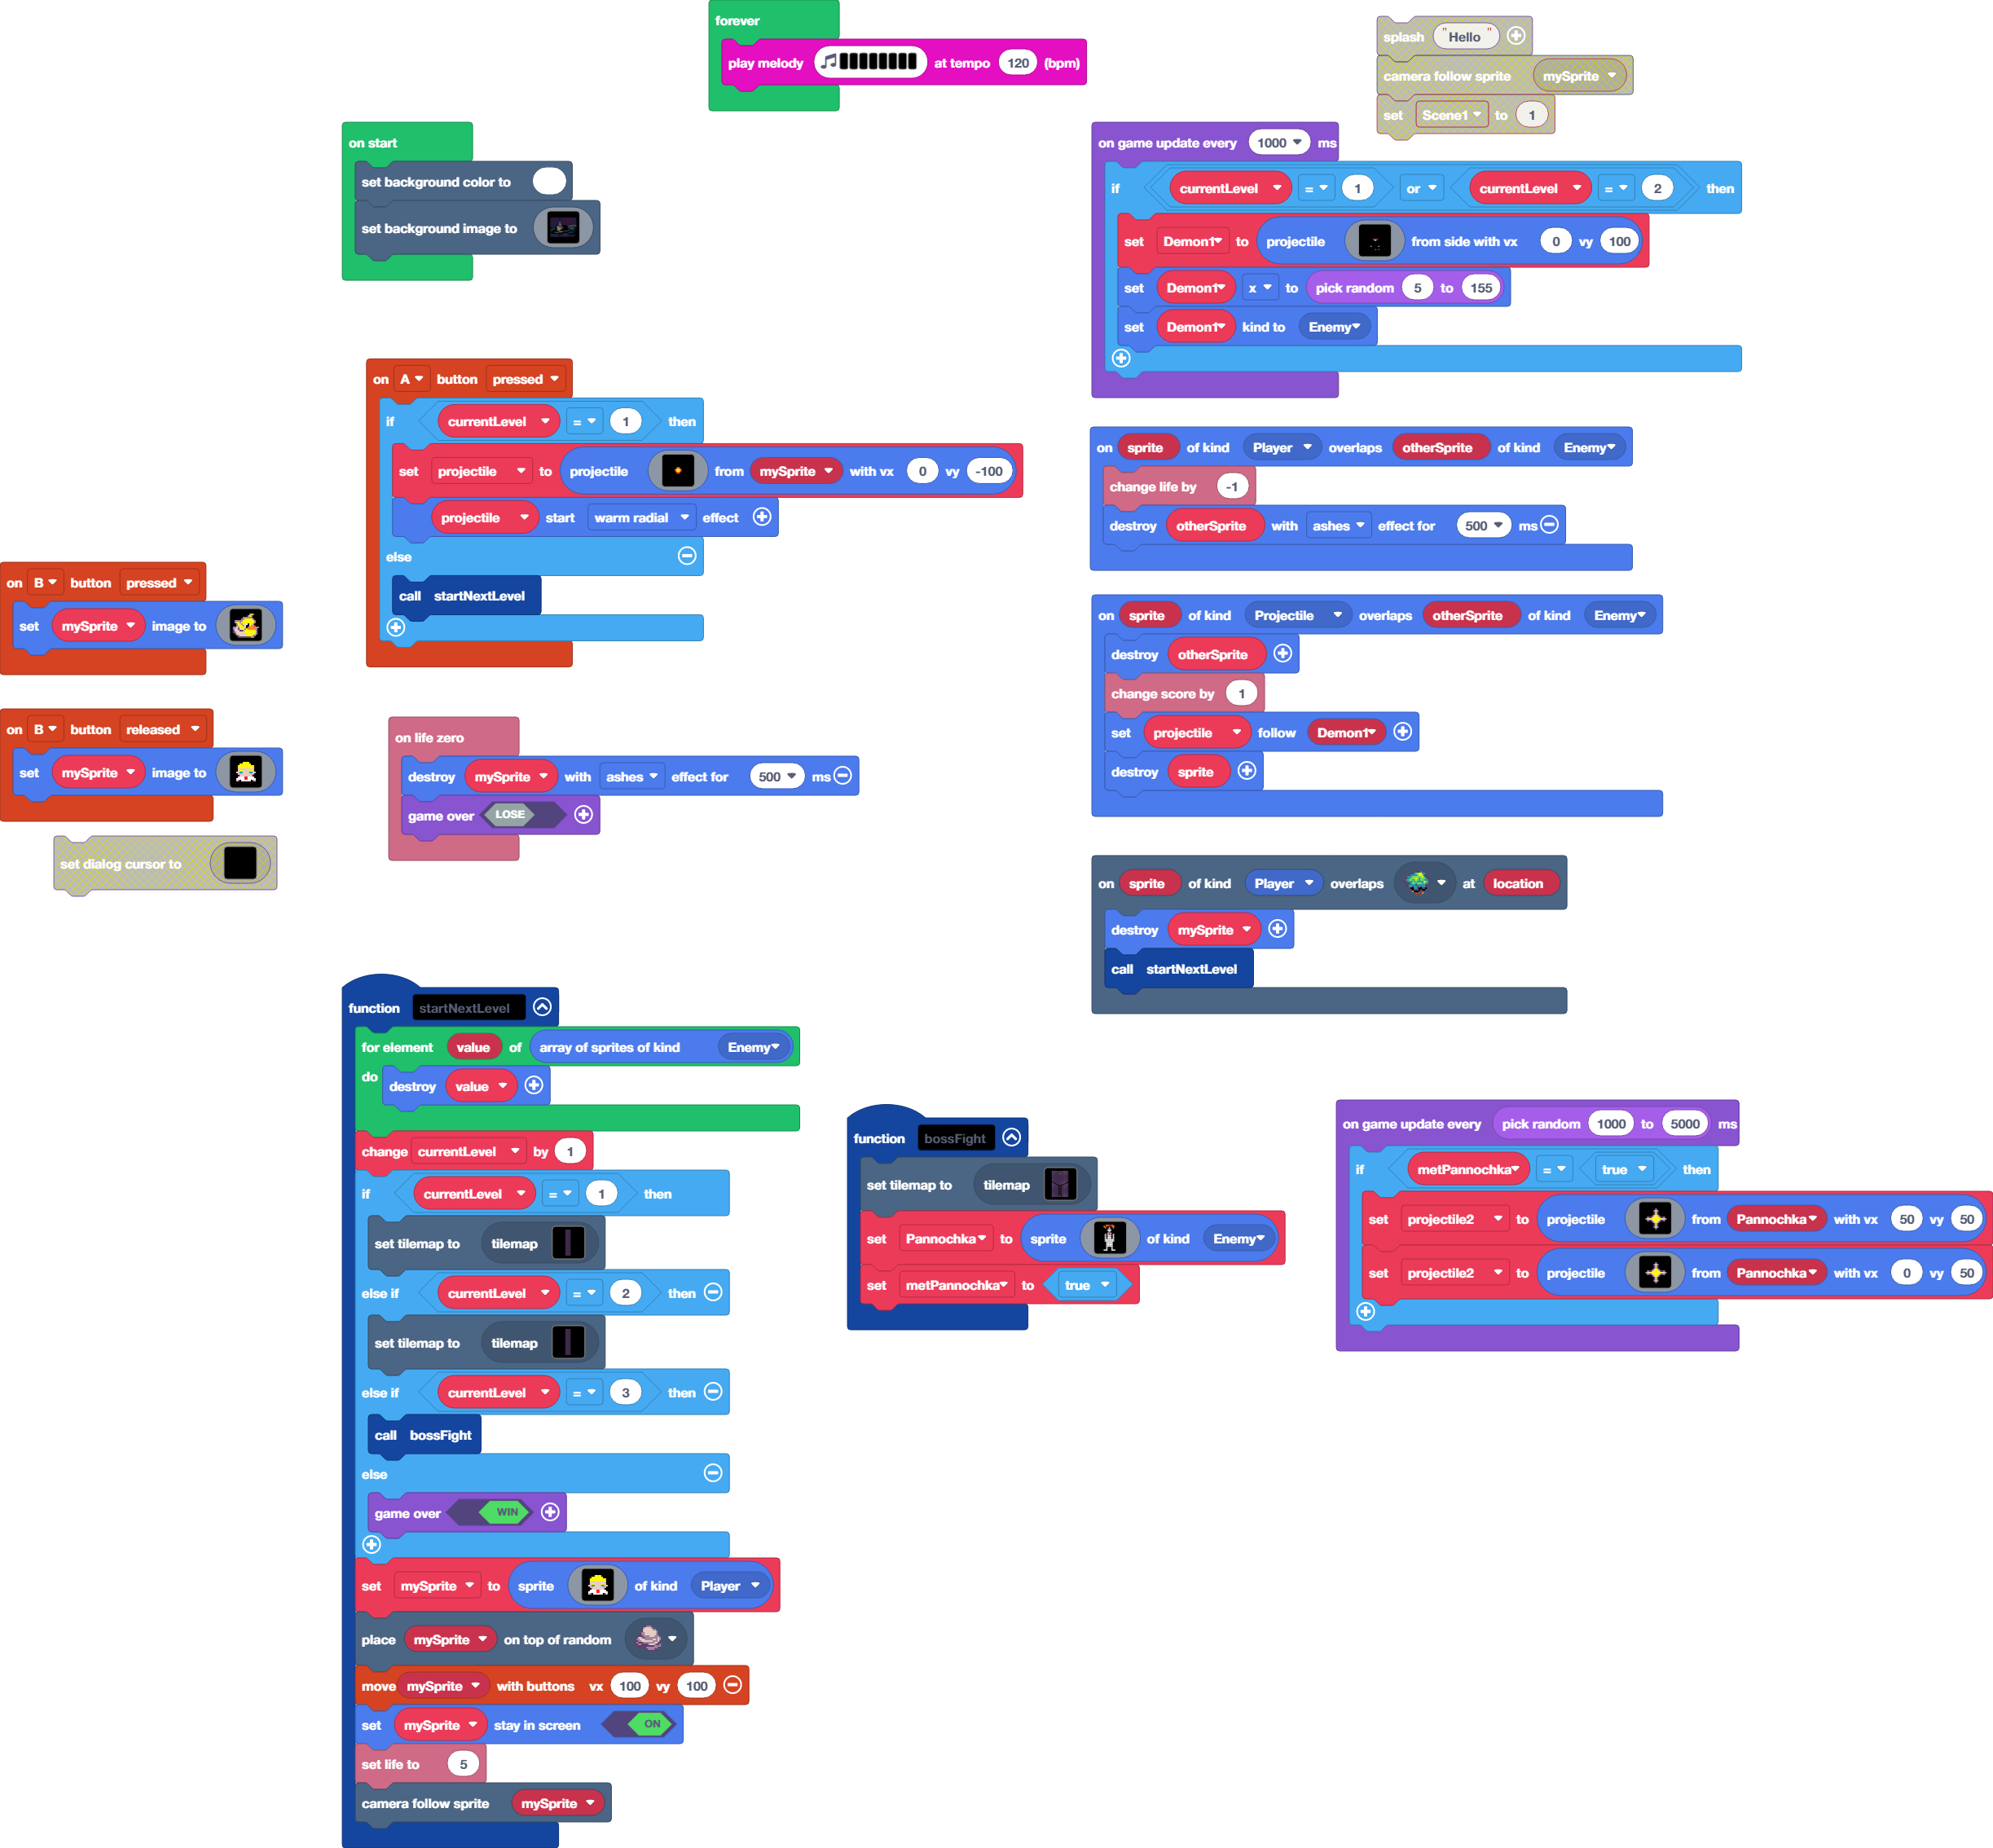 forever
play melody at tempo 120 (bpm)
splash "Hello"
camera follow sprite mySprite
set Scene1 to 1
on start
set background color to
set background image to
on game update every 1000 ms
if currentLevel = 1 or currentLevel = 2 then
set Demon1 to projectile from side with vx 0 vy 100
set Demon1 x to pick random 5 to 155
set Demon1 kind to Enemy
on A button pressed
if currentLevel = 1 then
set projectile to projectile from mySprite with vx 0 vy -100
projectile start warm radial effect
else
call startNextLevel
on sprite of kind Player overlaps otherSprite of kind Enemy
change life by -1
destroy otherSprite with ashes effect for 500 ms
on B button pressed
set mySprite image to
on sprite of kind Projectile overlaps otherSprite of kind Enemy
destroy otherSprite
change score by 1
set projectile follow Demon1
destroy sprite
on B button released
set mySprite image to
set dialog cursor to
on life zero
destroy mySprite with ashes effect for 500 ms
game over LOSE
on sprite of kind Player overlaps at location
destroy mySprite
call startNextLevel
function startNextLevel
for element value of array of sprites of kind Enemy
do destroy value
change currentLevel by 1
if currentLevel = 1 then
set tilemap to tilemap
else if currentLevel = 2 then
set tilemap to tilemap
else if currentLevel = 3 then
call bossFight
else
game over WIN
set mySprite to sprite of kind Player
place mySprite on top of random
move mySprite with buttons vx 100 vy 100
set mySprite stay in screen ON
set life to 5
camera follow sprite mySprite
function bossFight
set tilemap to tilemap
set Pannochka to sprite of kind Enemy
set metPannochka to true
on game update every pick random 1000 to 5000 ms
if metPannochka = true then
set projectile2 to projectile from Pannochka with vx 50 vy 50
set projectile2 to projectile from Pannochka with vx 0 vy 50